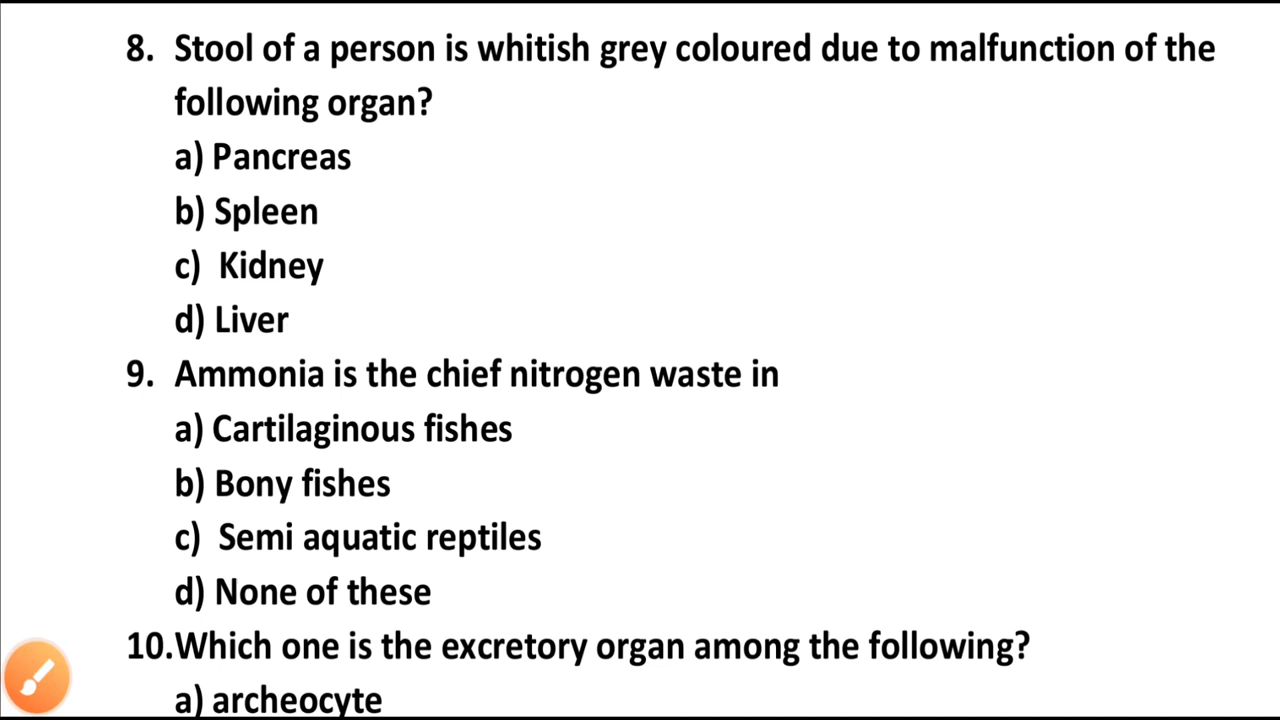 8. Stool of a person is whitish grey coloured due to malfunction of the
following organ?
a) Pancreas
b) Spleen
c) Kidney
d) Liver
9. Ammonia is the chief nitrogen waste in
a) Cartilaginous fishes
b) Bony fishes
c) Semi aquatic reptiles
d) None of these
10.Which one is the excretory organ among the following?
a) archeocyte